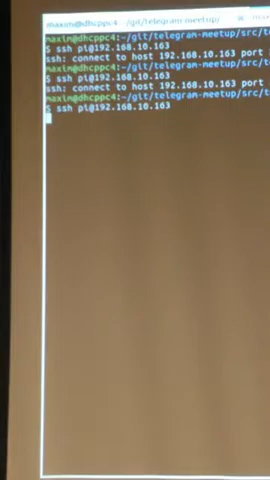 maxim@dhcppc4: ~/git/telegram-meetup/
maxim@dhcppc4:~/git/telegram-meetup/src/t
$ ssh pi@192.168.10.163
ssh: connect to host 192.168.10.163 port
maxim@dhcppc4:~/git/telegram-meetup/src/t
$ ssh pi@192.168.10.163
ssh: connect to host 192.168.10.163 port
maxim@dhcppc4:~/git/telegram-meetup/src/t
$ ssh pi@192.168.10.163